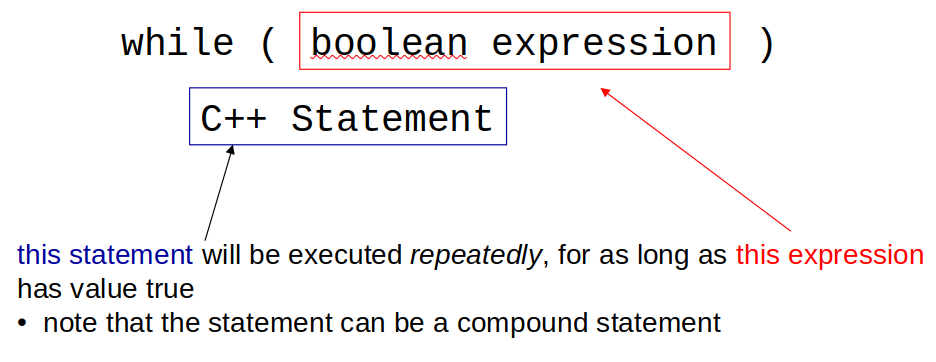 while ( boolean expression )
C++ Statement
this statement will be executed repeatedly, for as long as this expression
has value true
• note that the statement can be a compound statement